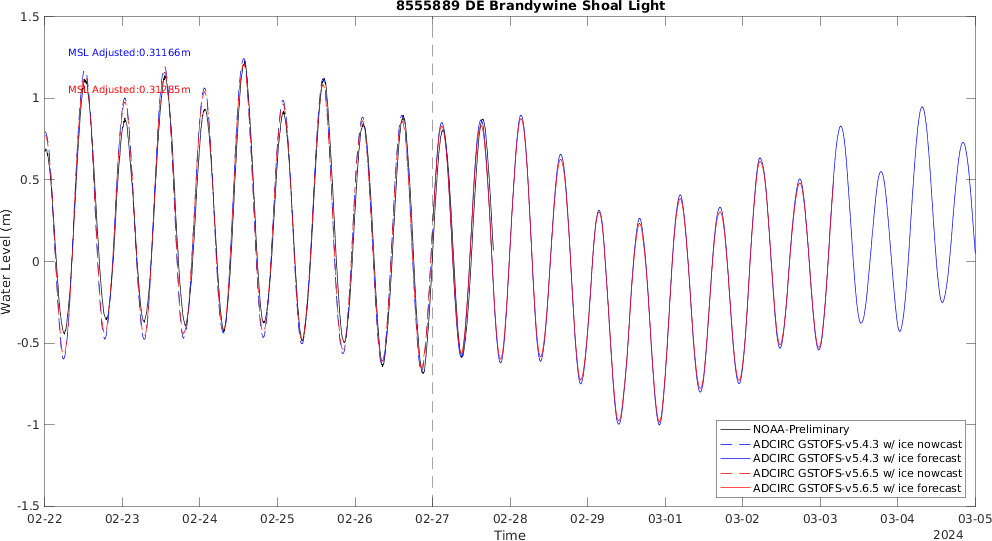 8555889 DE Brandywine Shoal Light
1.5
1
0.5
0
-0.5
-1
-1.5
Water Level (m)
MSL Adjusted:0.31166m
MSL Adjusted:0.31285m
NOAA-Preliminary
ADCIRC GSTOFS-v5.4.3 w/ ice nowcast
ADCIRC GSTOFS-v5.4.3 w/ ice forecast
ADCIRC GSTOFS-v5.6.5 w/ ice nowcast
ADCIRC GSTOFS-v5.6.5 w/ ice forecast
02-22 02-23 02-24 02-25 02-26 02-27 02-28 02-29 03-01 03-02 03-03 03-04 03-05
Time
2024